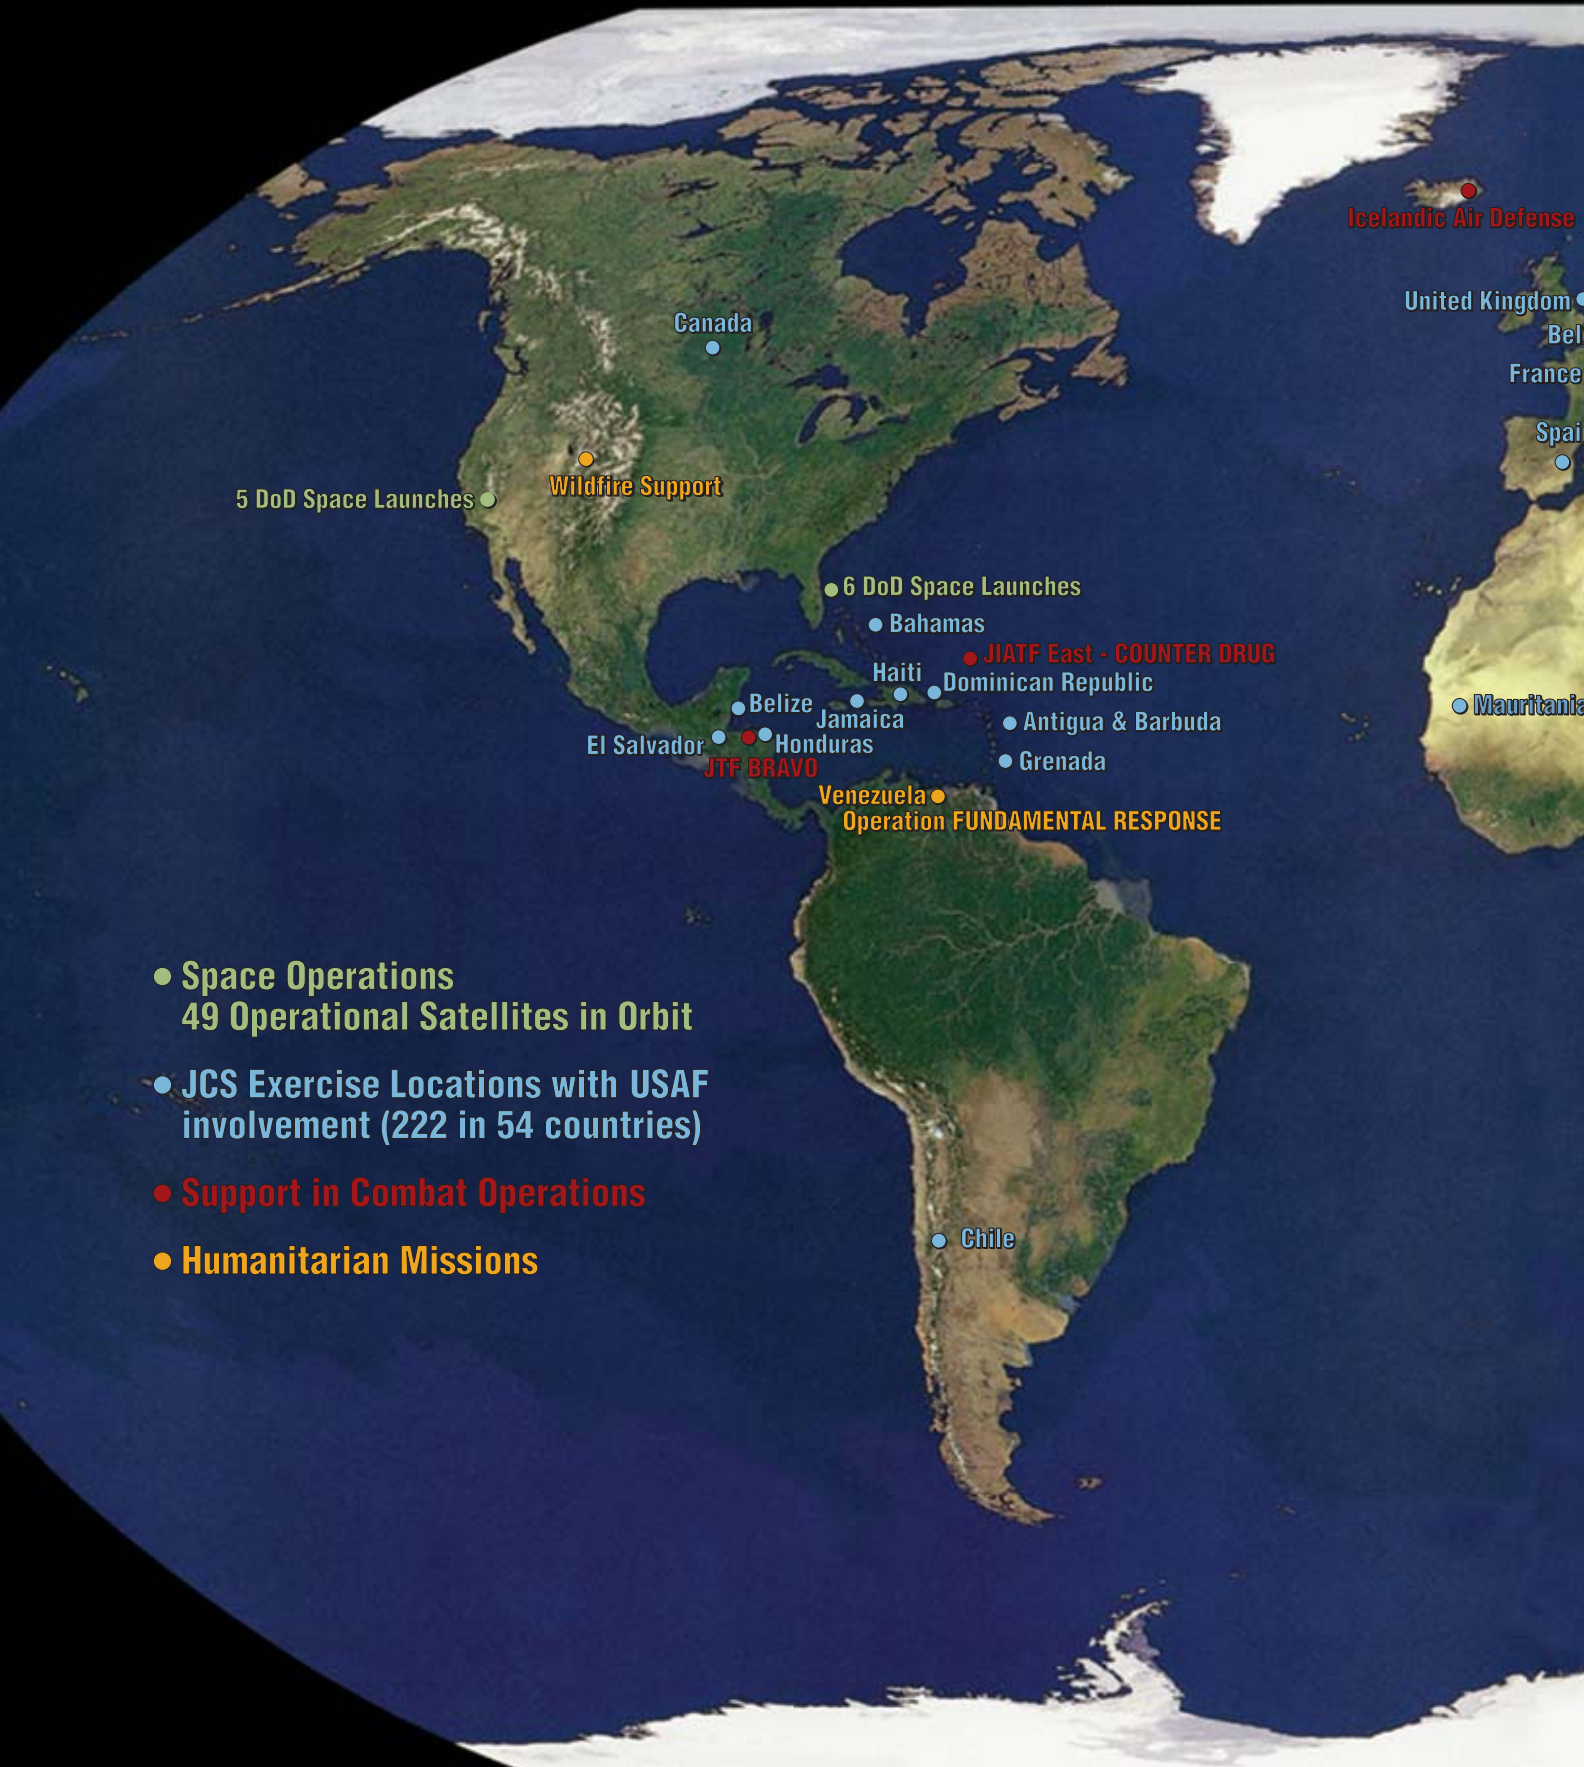 Icelandic Air Defense
United Kingdom
Bel
Canada
France
Spai
Wildfire Support
5 DoD Space Launches
6 DoD Space Launches
Bahamas
JIATF East - COUNTER DRUG
Haiti
Dominican Republic
Belize
Jamaica
Mauritania
Antigua & Barbuda
El Salvador
Honduras
JTF BRAVO
Grenada
Venezuela
Operation FUNDAMENTAL RESPONSE
Space Operations
49 Operational Satellites in Orbit
JCS Exercise Locations with USAF
involvement (222 in 54 countries)
Support in Combat Operations
Humanitarian Missions
Chile